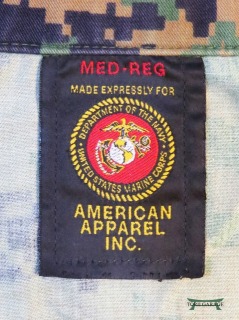 MED-REG
MADE EXPRESSLY FOR
DEPARTMENT OF THE NAVY
UNITED STATES MARINE CORPS
AMERICAN
APPAREL
INC.